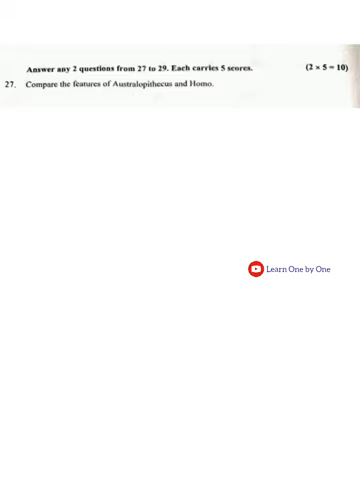 Answer any 2 questions from 27 to 29. Each carries 5 scores. (2 × 5 = 10)
27. Compare the features of Australopithecus and Homo.
Learn One by One